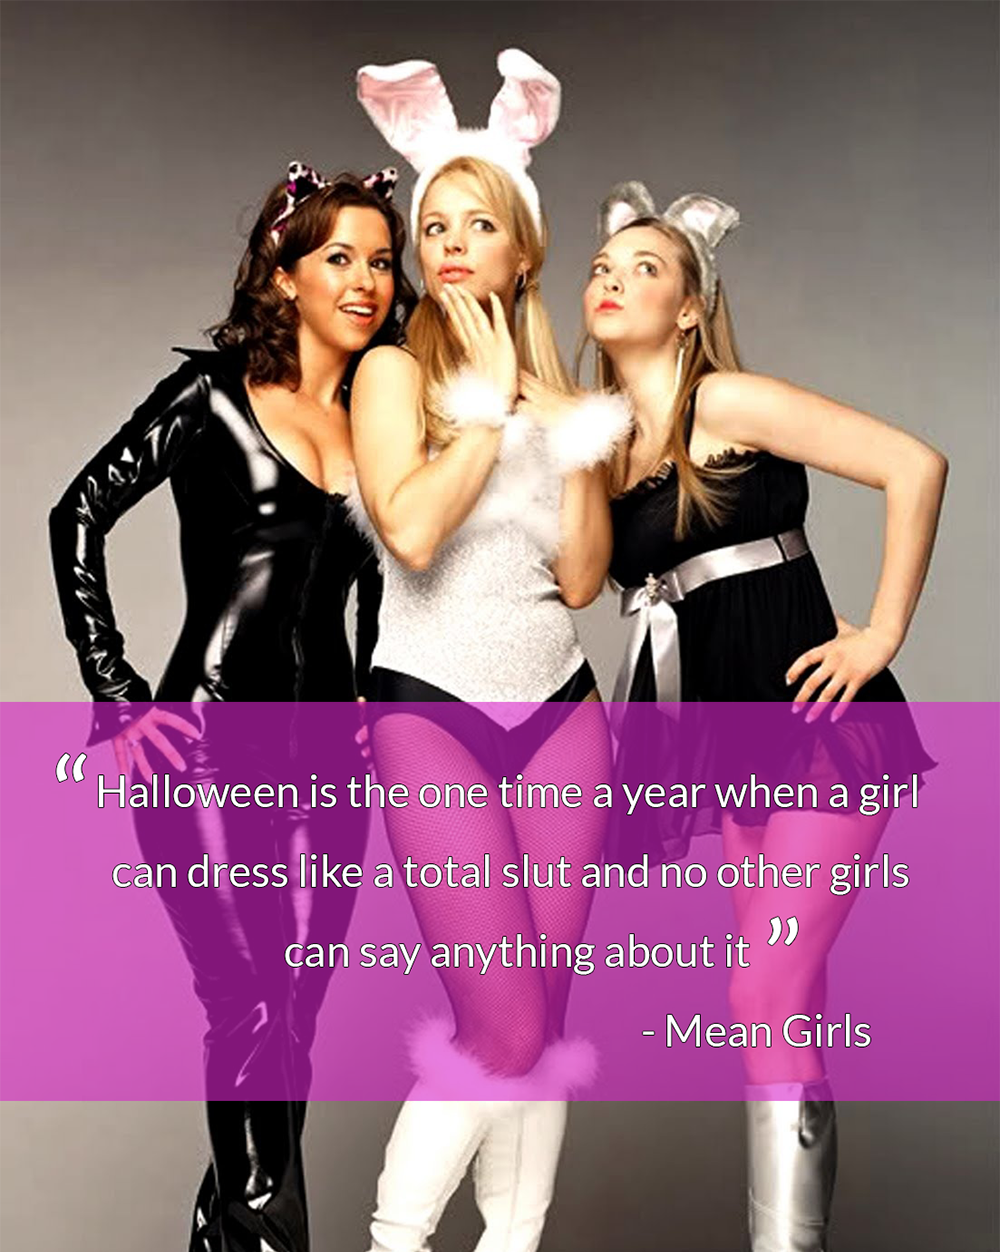 “Halloween is the one time a year when a girl
can dress like a total slut and no other girls
can say anything about it”
- Mean Girls